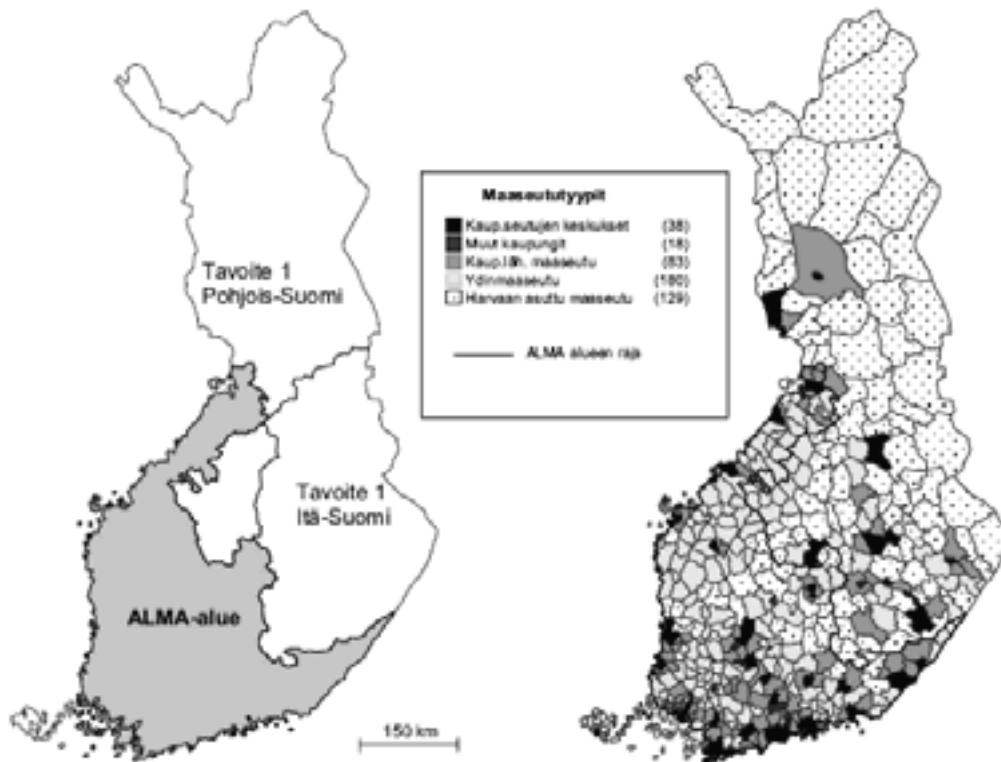 Tavoite 1
Pohjois-Suomi
Tavoite 1
Itä-Suomi
ALMA-alue
150 km
Maaseututyypit
Kaup.seutujen keskukset (38)
Muut kaupungit (18)
Kaup.läh. maaseutu (83)
Ydinmaaseutu (180)
Harvaan asuttu maaseutu (129)
ALMA alueen raja